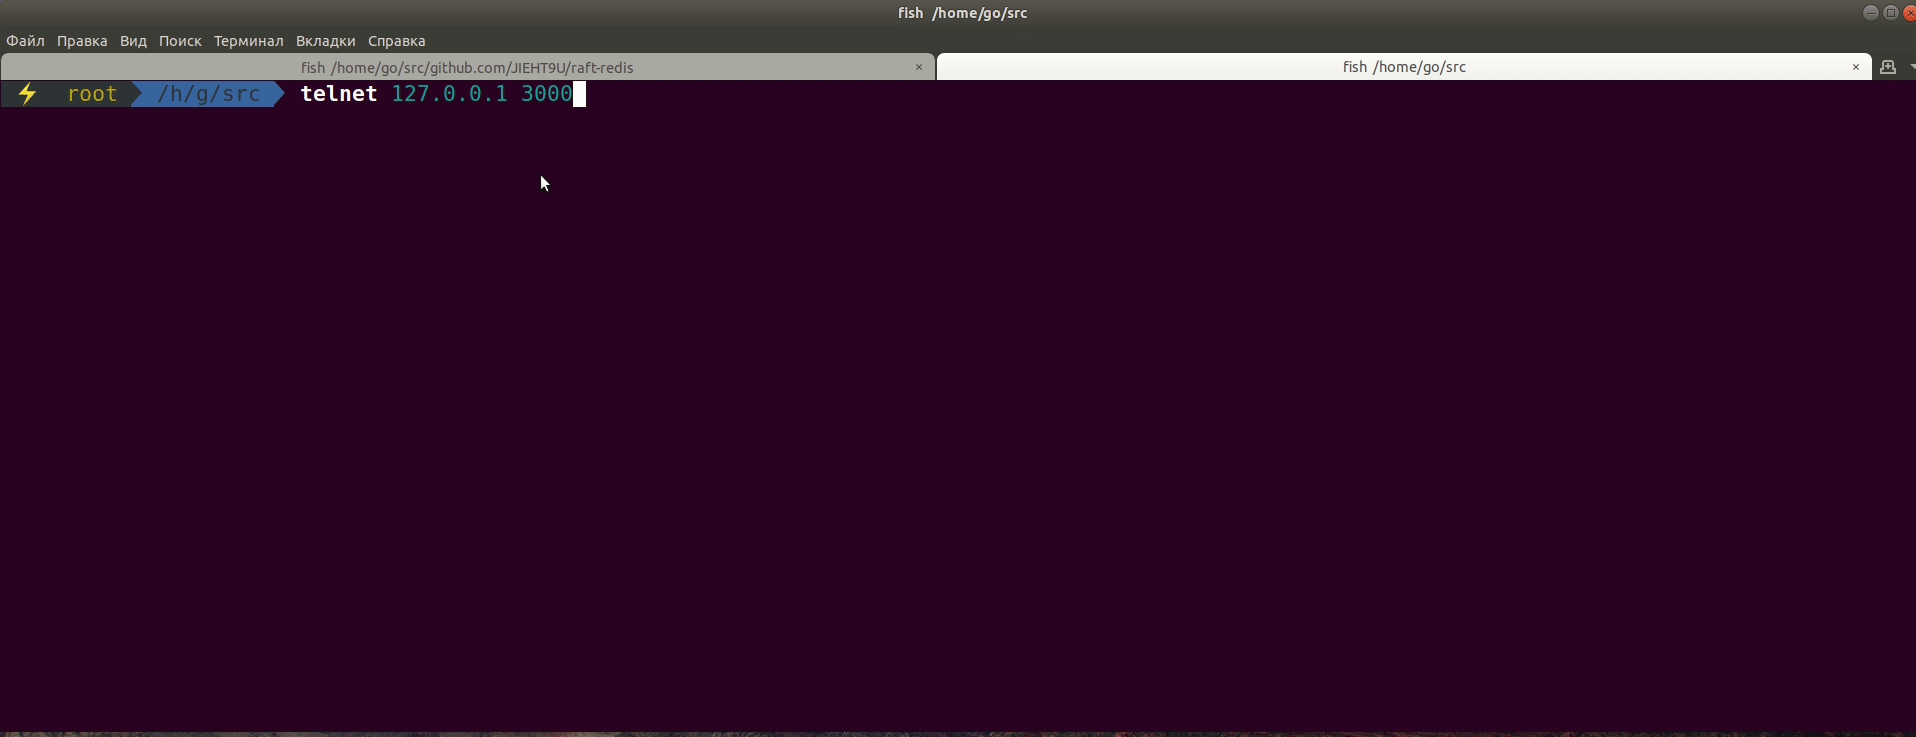 fish /home/go/src
Файл Правка Вид Поиск Терминал Вкладки Справка
fish /home/go/src/github.com/JIEHT9U/raft-redis × fish /home/go/src ×
⚡ root /h/g/src telnet 127.0.0.1 3000